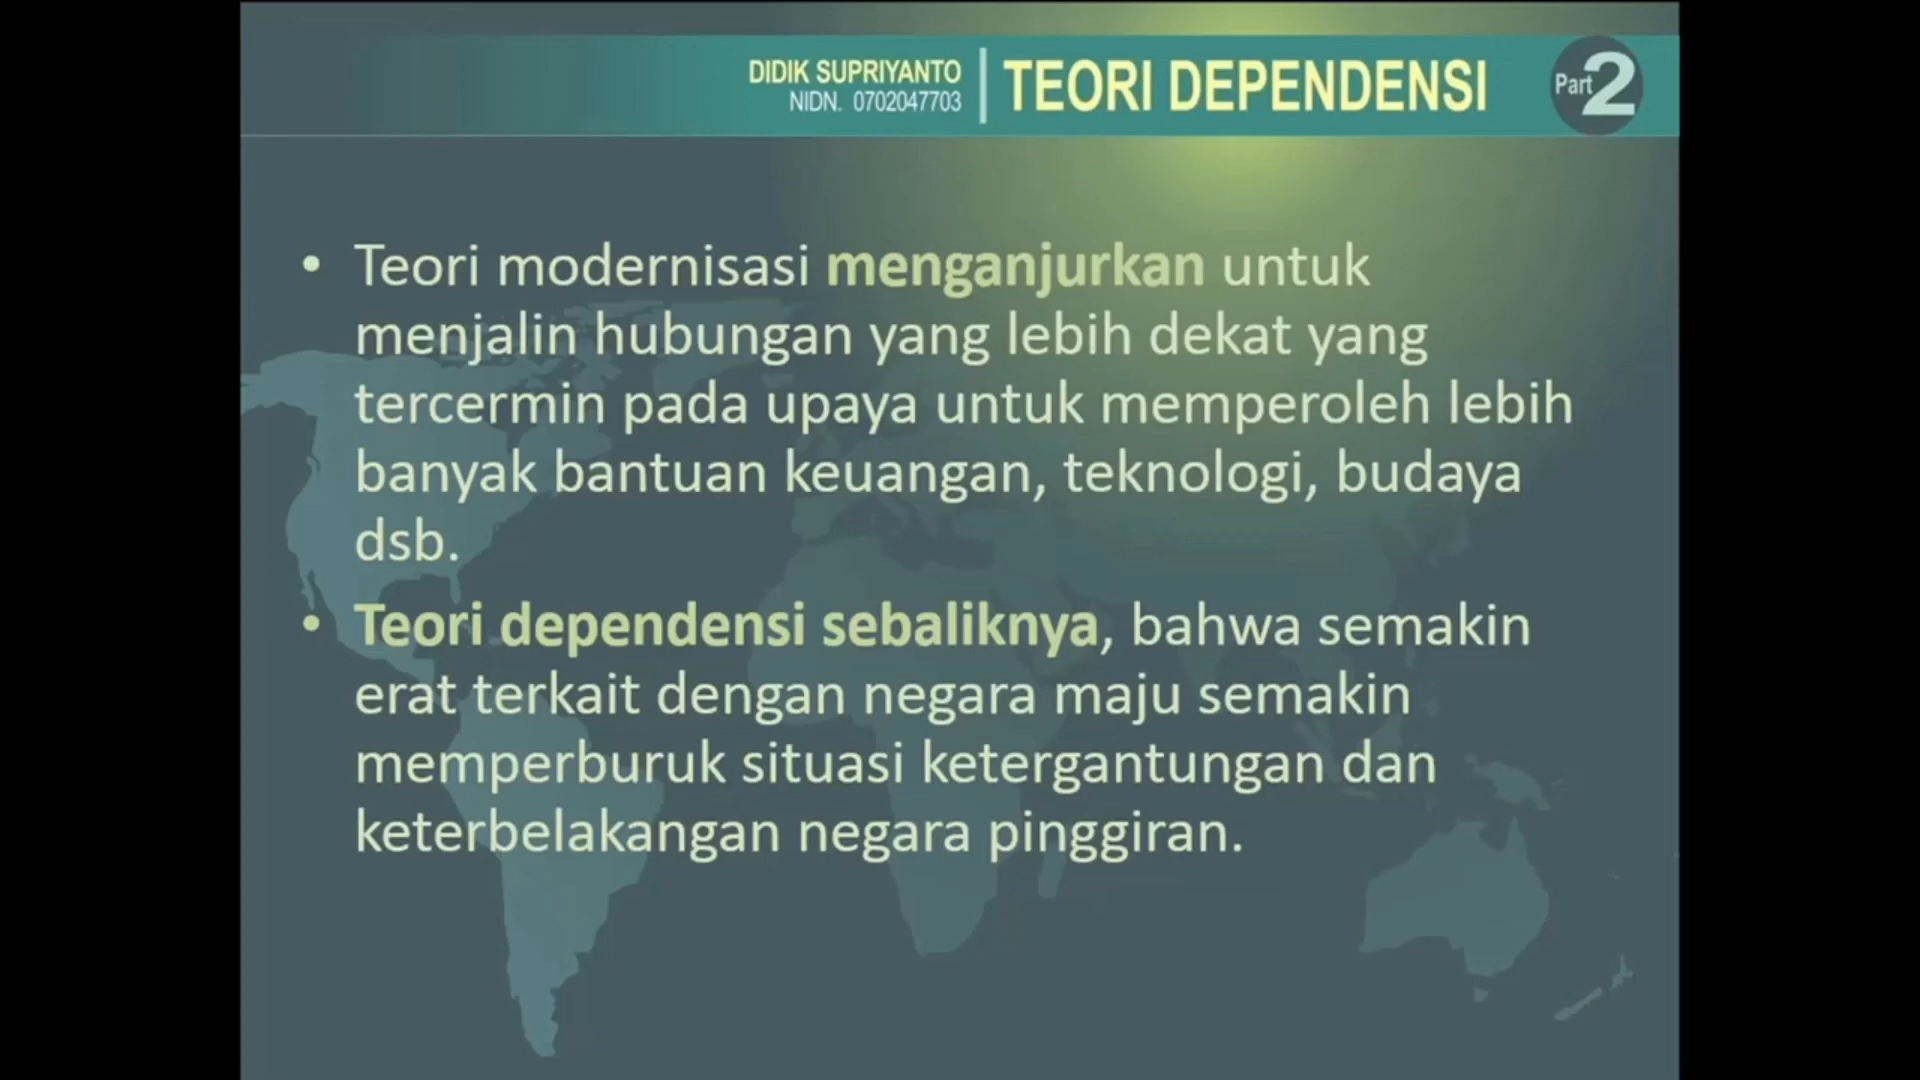 DIDIK SUPRIYANTO
NIDN. 0702047703
TEORI DEPENDENSI
Part 2
• Teori modernisasi menganjurkan untuk
menjalin hubungan yang lebih dekat yang
tercermin pada upaya untuk memperoleh lebih
banyak bantuan keuangan, teknologi, budaya
dsb.
• Teori dependensi sebaliknya, bahwa semakin
erat terkait dengan negara maju semakin
memperburuk situasi ketergantungan dan
keterbelakangan negara pinggiran.